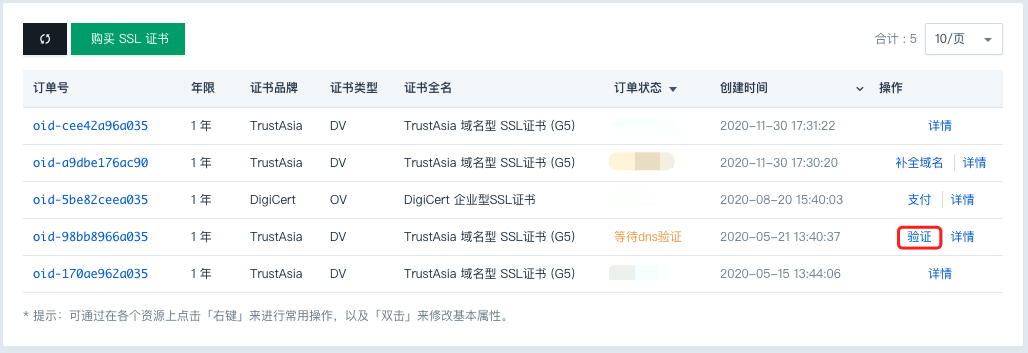 购买 SSL 证书 合计：5 10/页
订单号 年限 证书品牌 证书类型 证书全名 订单状态 创建时间 操作
oid-cee42a96a035 1 年 TrustAsia DV TrustAsia 域名型 SSL证书 (G5) 2020-11-30 17:31:22 详情
oid-a9dbe176ac90 1 年 TrustAsia DV TrustAsia 域名型 SSL证书 (G5) 2020-11-30 17:30:20 补全域名 详情
oid-5be82ceea035 1 年 DigiCert OV DigiCert 企业型SSL证书 2020-08-20 15:40:03 支付 详情
oid-98bb8966a035 1 年 TrustAsia DV TrustAsia 域名型 SSL证书 (G5) 等待dns验证 2020-05-21 13:40:37 验证 详情
oid-170ae962a035 1 年 TrustAsia DV TrustAsia 域名型 SSL证书 (G5) 2020-05-15 13:44:06 详情
* 提示：可通过在各个资源上点击「右键」来进行常用操作，以及「双击」来修改基本属性。